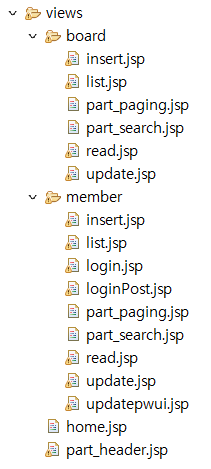 views
board
insert.jsp
list.jsp
part_paging.jsp
part_search.jsp
read.jsp
update.jsp
member
insert.jsp
list.jsp
login.jsp
loginPost.jsp
part_paging.jsp
part_search.jsp
read.jsp
update.jsp
updatepwui.jsp
home.jsp
part_header.jsp